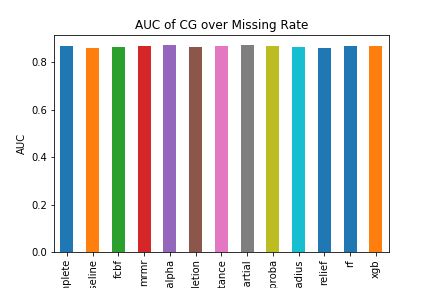 AUC of CG over Missing Rate
AUC
0.8
0.6
0.4
0.2
0.0
plete
seline
fcbf
mrmr
alpha
letion
tance
artial
proba
adius
relief
rf
xgb